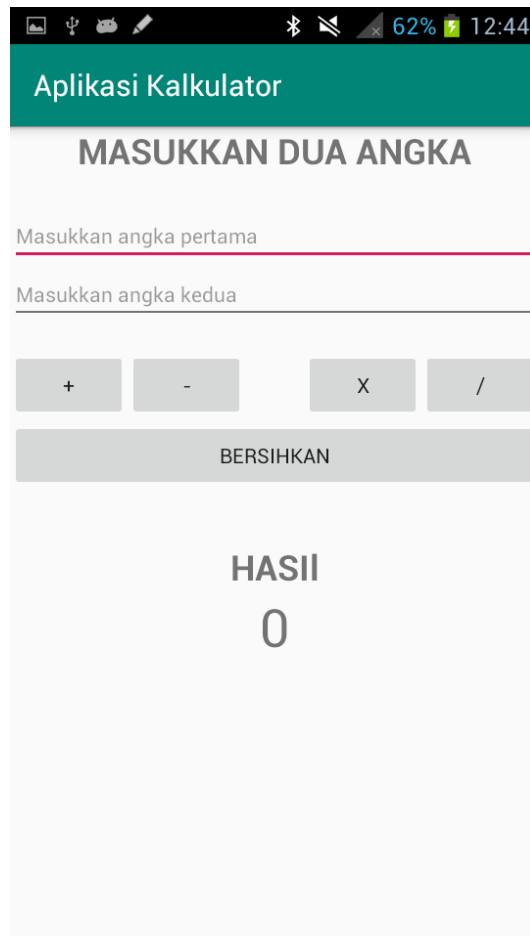 62% 12:44
Aplikasi Kalkulator
MASUKKAN DUA ANGKA
Masukkan angka pertama
Masukkan angka kedua
+ - X /
BERSIHKAN
HASIl
0